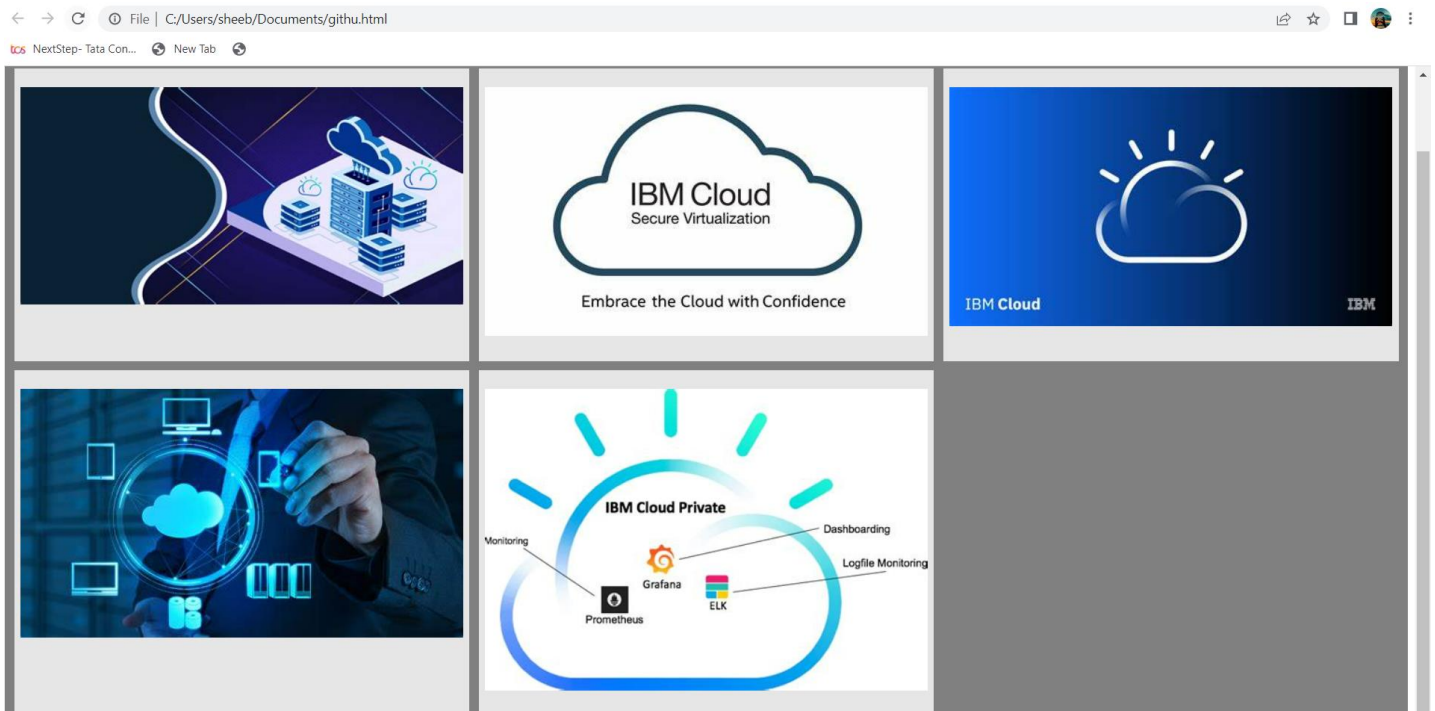 File | C:/Users/sheeb/Documents/githu.html
tcs NextStep- Tata Con... New Tab
IBM Cloud
Secure Virtualization
Embrace the Cloud with Confidence
IBM Cloud IBM
IBM Cloud Private
Monitoring
Dashboarding
Logfile Monitoring
Grafana
ELK
Prometheus